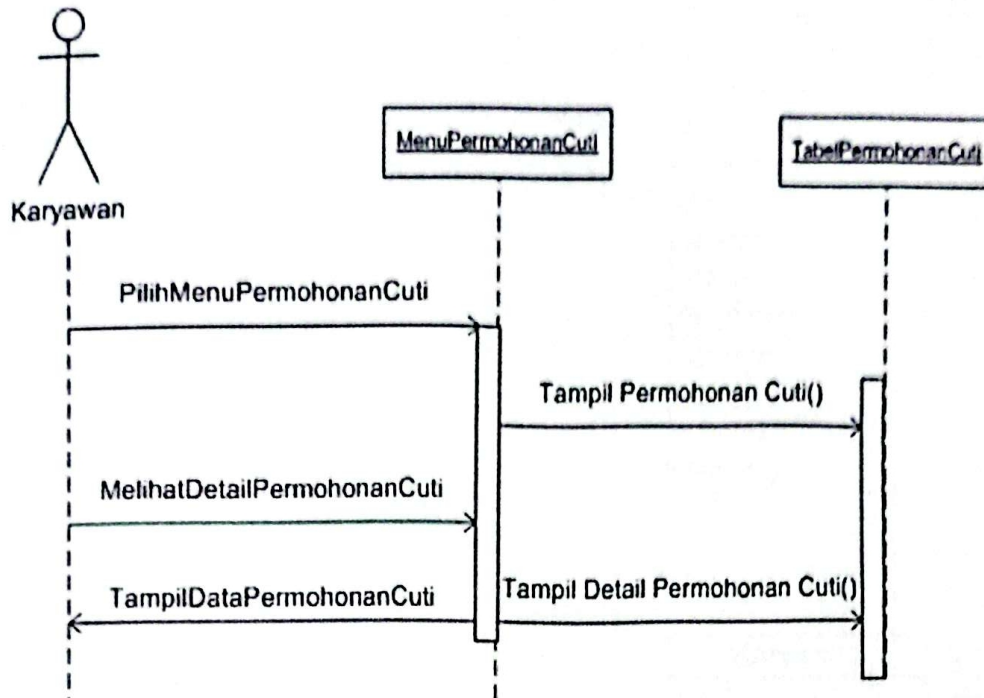 MenuPermohonanCuti
TabelPermohonanCuti
Karyawan
PilihMenuPermohonanCuti
Tampil Permohonan Cuti()
MelihatDetailPermohonanCuti
TampilDataPermohonanCuti
Tampil Detail Permohonan Cuti()